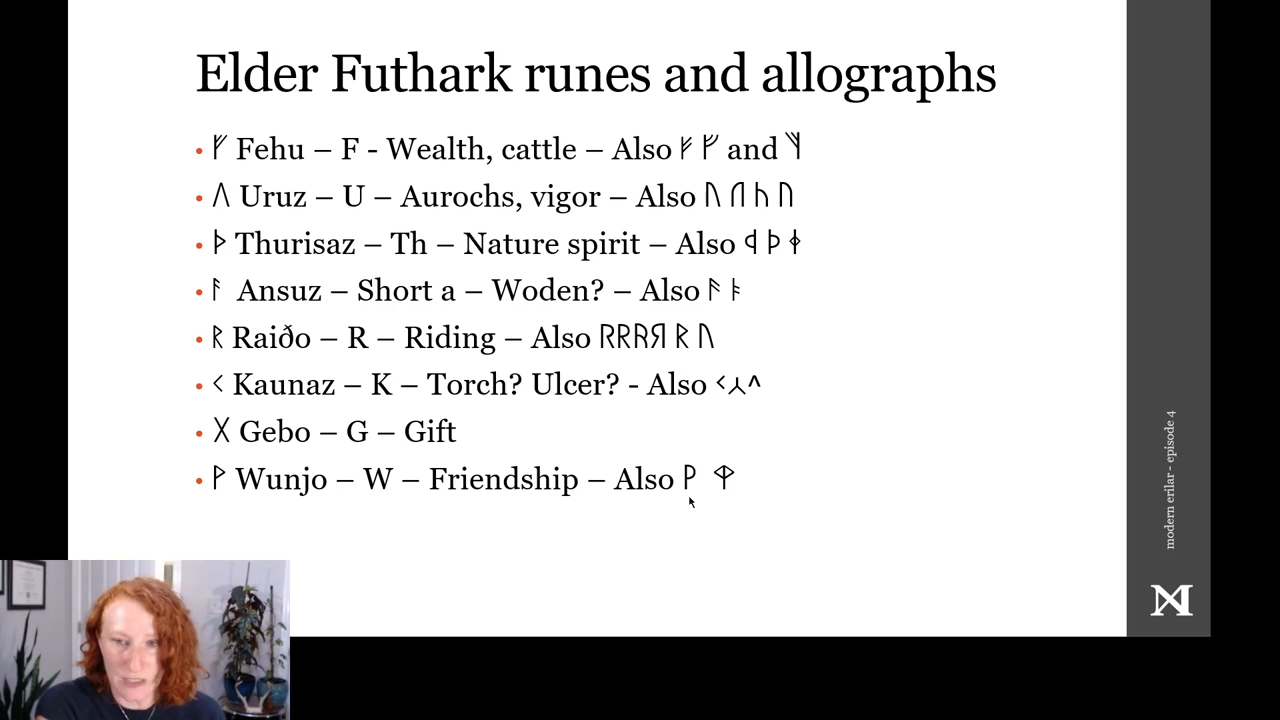 Elder Futhark runes and allographs
• ᚠ Fehu – F - Wealth, cattle – Also ᚠ ᚠ and
• ᚢ Uruz – U – Aurochs, vigor – Also ᚢ
• ᚦ Thurisaz – Th – Nature spirit – Also
• ᚨ Ansuz – Short a – Woden? – Also ᚨ
• ᚱ Raiðo – R – Riding – Also ᚱ
• ᚲ Kaunaz – K – Torch? Ulcer? - Also ᚲ
• ᚷ Gebo – G – Gift
• ᚹ Wunjo – W – Friendship – Also ᚹ
modern erilar - episode 4